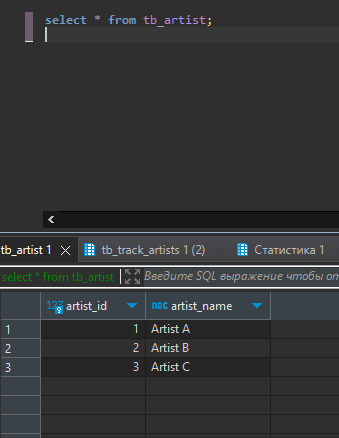 select * from tb_artist;
tb_artist 1
tb_track_artists 1 (2)
Статистика 1
select * from tb_artist
Введите SQL выражение чтобы от
123 artist_id
ABC artist_name
1 1 Artist A
2 2 Artist B
3 3 Artist C